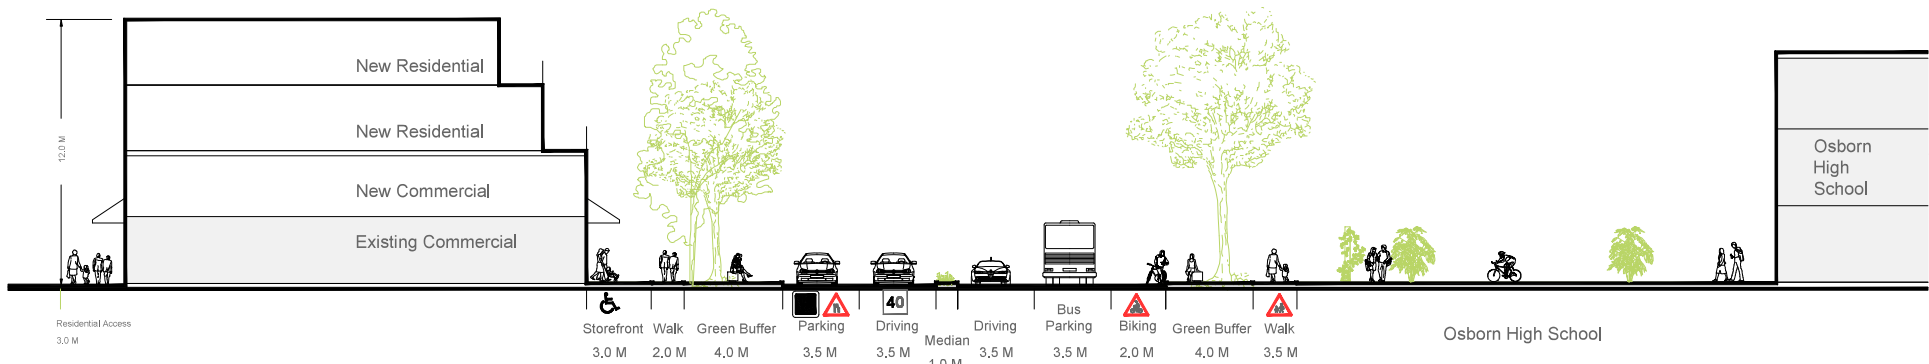 New Residential
New Residential
New Commercial
Existing Commercial
12.0 M
Osborn
High
School
40
Residential Access
3.0 M
Storefront
3.0 M
Walk
2.0 M
Green Buffer
4.0 M
Parking
3.5 M
Driving
3.5 M
Median
1.0 M
Driving
3.5 M
Bus
Parking
3.5 M
Biking
2.0 M
Green Buffer
4.0 M
Walk
3.5 M
Osborn High School